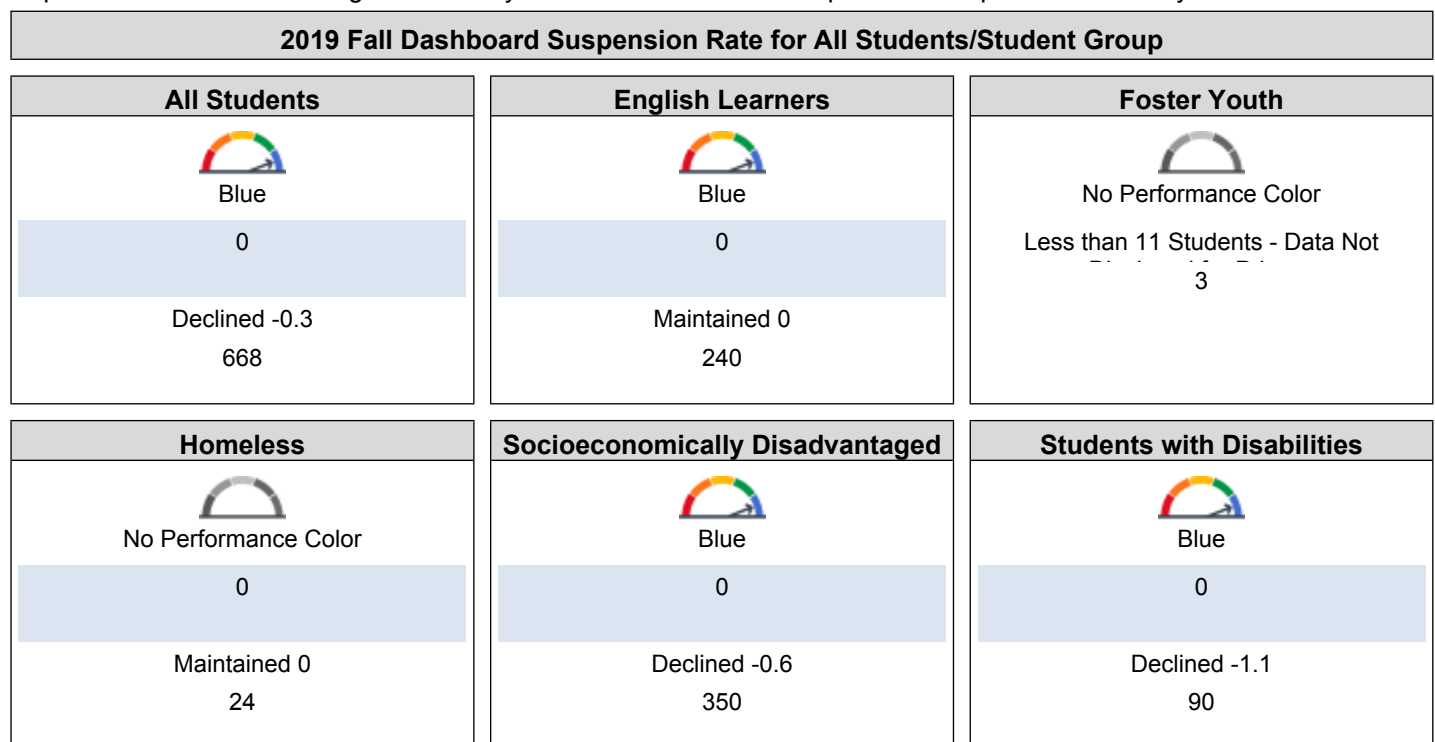 2019 Fall Dashboard Suspension Rate for All Students/Student Group
All Students
Blue
0
Declined -0.3
668
English Learners
Blue
0
Maintained 0
240
Foster Youth
No Performance Color
Less than 11 Students - Data Not
3
Homeless
No Performance Color
0
Maintained 0
24
Socioeconomically Disadvantaged
Blue
0
Declined -0.6
350
Students with Disabilities
Blue
0
Declined -1.1
90